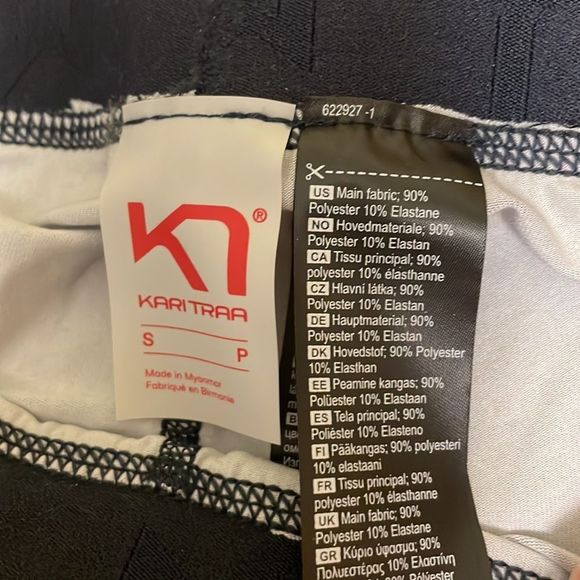 KN®
KARI TRAA
S P
Made in Myanmar
Fabriqué en Birmanie
622927 -1
US Main fabric; 90%
Polyester 10% Elastane
NO Hovedmateriale; 90%
Polyester 10% Elastan
CA Tissu principal; 90%
polyester 10% élasthanne
CZ Hlavní látka; 90%
Polyester 10% Elastan
DE Hauptmaterial; 90%
Polyester 10% Elastan
DK Hovedstof; 90% Polyester
10% Elasthan
EE Peamine kangas; 90%
Polüester 10% Elastaan
ES Tela principal; 90%
Poliéster 10% Elasteno
FI Pääkangas; 90% polyesteri
10% elastaani
FR Tissu principal; 90%
polyester 10% élasthanne
UK Main fabric; 90%
Polyester 10% Elastane
GR Κύριο ύφασμα; 90%
Πολυεστέρας 10% Ελαστίνη